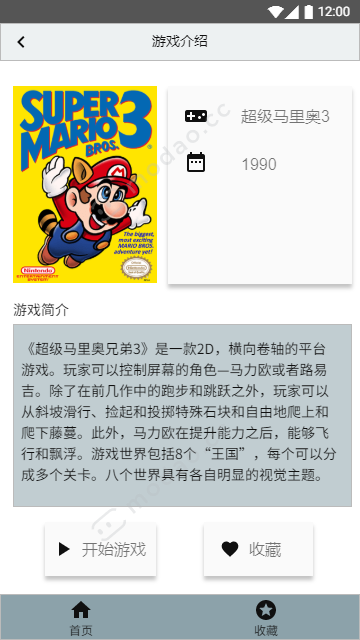 12:00
游戏介绍
SUPER
MARIO 3
BROS.
超级马里奥3
1990
The biggest,
most exciting
MARIO BROS.
adventure yet!
Nintendo
ENTERTAINMENT
SYSTEM
游戏简介
《超级马里奥兄弟3》是一款2D，横向卷轴的平台
游戏。玩家可以控制屏幕的角色—马力欧或者路易
吉。除了在前几作中的跑步和跳跃之外，玩家可以
从斜坡滑行、捡起和投掷特殊石块和自由地爬上和
爬下藤蔓。此外，马力欧在提升能力之后，能够飞
行和飘浮。游戏世界包括8个“王国”，每个可以分
成多个关卡。八个世界具有各自明显的视觉主题。
开始游戏
收藏
首页
收藏
modao.cc